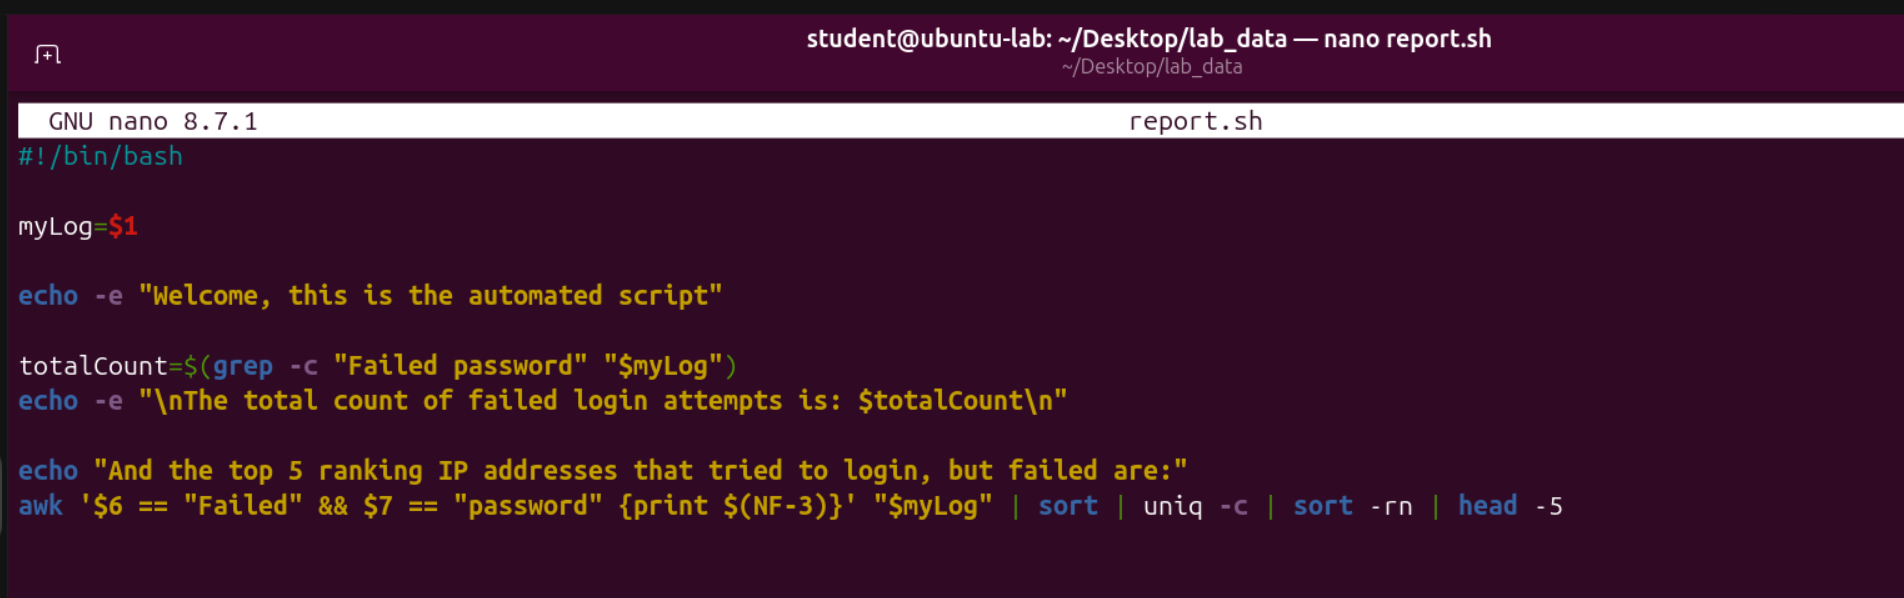 student@ubuntu-lab: ~/Desktop/lab_data — nano report.sh
~/Desktop/lab_data
GNU nano 8.7.1 report.sh
#!/bin/bash
myLog=$1
echo -e "Welcome, this is the automated script"
totalCount=$(grep -c "Failed password" "$myLog")
echo -e "\nThe total count of failed login attempts is: $totalCount\n"
echo "And the top 5 ranking IP addresses that tried to login, but failed are:"
awk '$6 == "Failed" && $7 == "password" {print $(NF-3)}' "$myLog" | sort | uniq -c | sort -rn | head -5